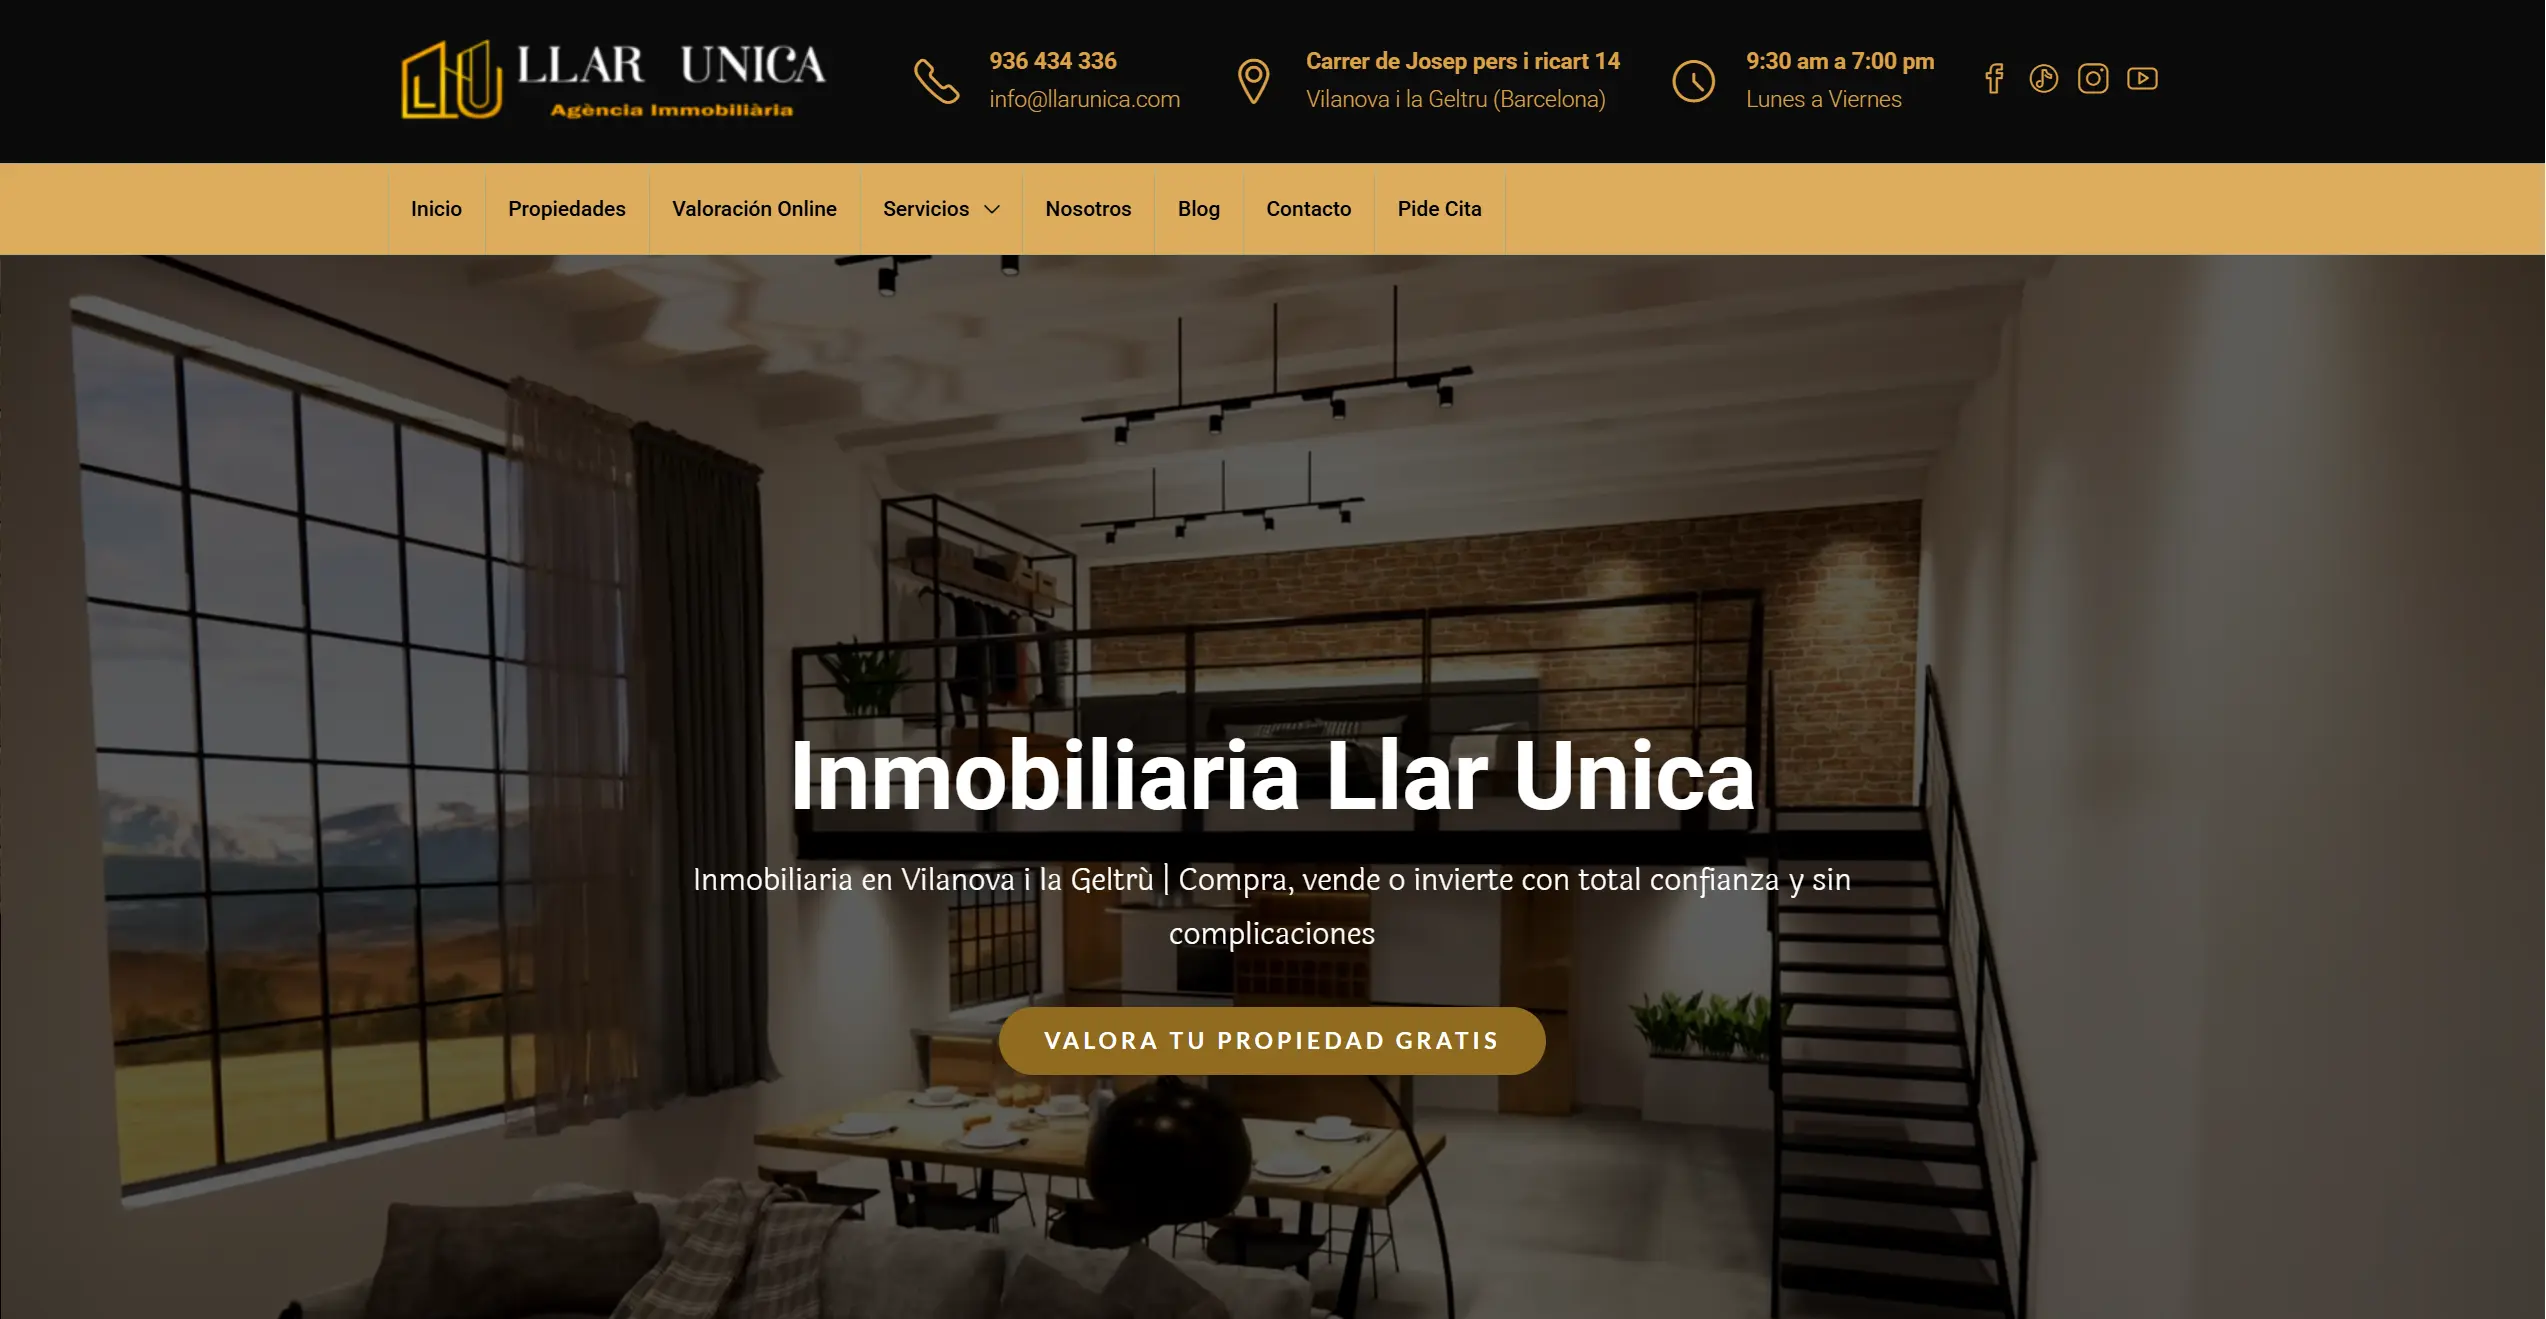 LLAR UNICA
Agència Immobiliària
936 434 336
info@llarunica.com
Carrer de Josep pers i ricart 14
Vilanova i la Geltru (Barcelona)
9:30 am a 7:00 pm
Lunes a Viernes
Inicio
Propiedades
Valoración Online
Servicios
Nosotros
Blog
Contacto
Pide Cita
Inmobiliaria Llar Unica
Inmobiliaria en Vilanova i la Geltrù | Compra, vende o invierte con total confianza y sin
complicaciones
VALORA TU PROPIEDAD GRATIS